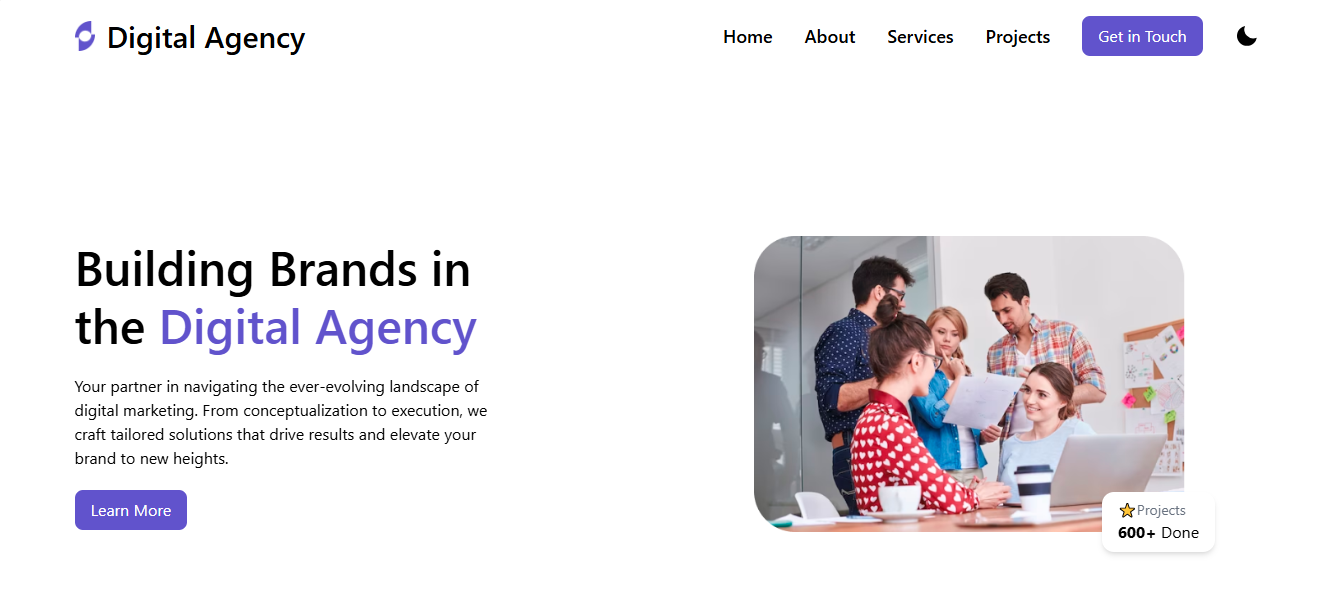 Digital Agency
Home
About
Services
Projects
Get in Touch
Building Brands in
the Digital Agency
Your partner in navigating the ever-evolving landscape of
digital marketing. From conceptualization to execution, we
craft tailored solutions that drive results and elevate your
brand to new heights.
Learn More
Projects
600+ Done